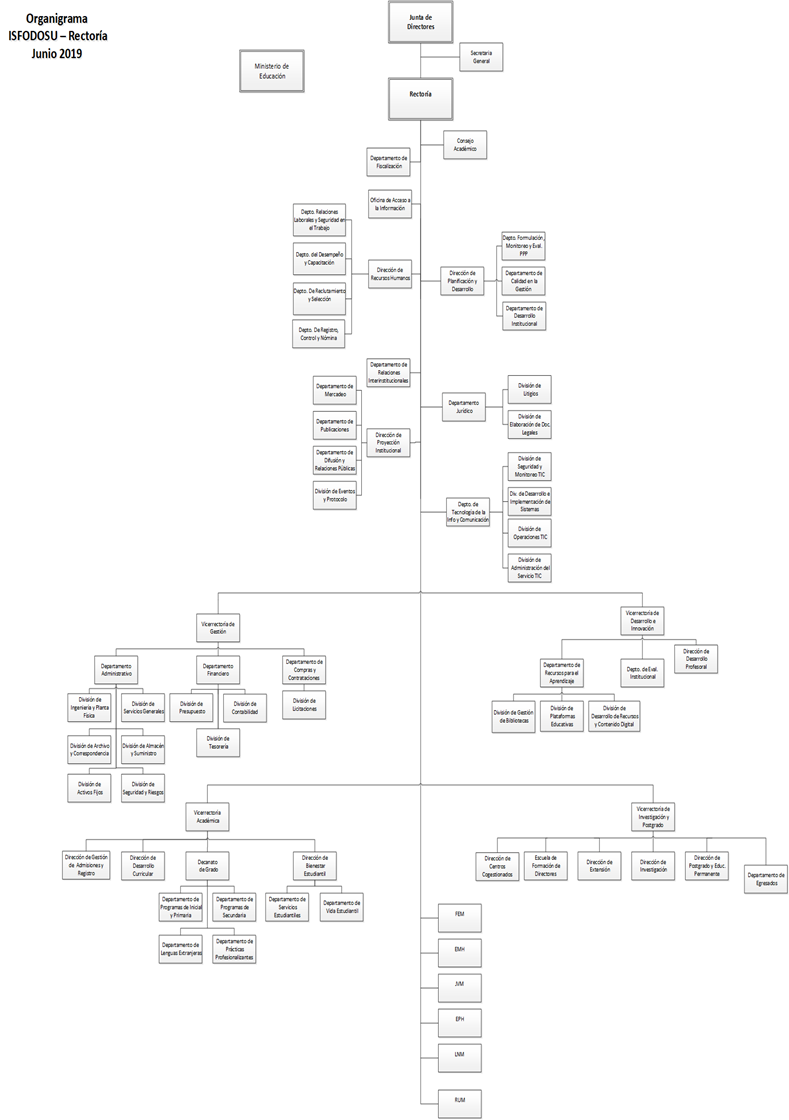 Organigrama
ISFODOSU – Rectoría
Junio 2019
Junta de
Directores
Secretaria
General
Ministerio de
Educación
Rectoría
Consejo
Académico
Departamento de
Fiscalización
Oficina de Acceso a
la Información
Depto. Relaciones
Laborales y Seguridad en
el Trabajo
Depto. del Desempeño
y Capacitación
Depto. De Reclutamiento
y Selección
Depto. De Registro,
Control y Nómina
Dirección de
Recursos Humanos
Dirección de
Planificación y
Desarrollo
Depto. Formulación,
Monitoreo y Eval.
PPP
Departamento de
Calidad en la
Gestión
Departamento de
Desarrollo
Institucional
Departamento de
Relaciones
Interinstitucionales
Departamento de
Mercadeo
Departamento de
Publicaciones
Departamento de
Difusión y
Relaciones Públicas
División de Eventos
y Protocolo
Dirección de
Proyección
Institucional
Departamento
Jurídico
División de
Litigios
División de
Elaboración de Doc.
Legales
Depto. de
Tecnología de la
Info y Comunicación
División de
Seguridad y
Monitoreo TIC
Div. de Desarrollo e
Implementación de
Sistemas
División de
Operaciones TIC
División de
Administración del
Servicio TIC
Vicerrectoría de
Gestión
Departamento
Administrativo
Departamento
Financiero
Departamento de
Compras y
Contrataciones
División de
Ingeniería y Planta
Física
División de
Servicios Generales
División de
Presupuesto
División de
Contabilidad
División de
Licitaciones
División de Archivo
y Correspondencia
División de Almacén
y Suministro
División de
Tesorería
División de
Activos Fijos
División de
Seguridad y Riesgos
Vicerrectoría de
Desarrollo e
Innovación
Departamento de
Recursos para el
Aprendizaje
Depto. de Eval.
Institucional
Dirección de
Desarrollo
Profesoral
División de Gestión
de Bibliotecas
División de
Plataformas
Educativas
División de
Desarrollo de Recursos
y Contenido Digital
Vicerrectoría
Académica
Dirección de Gestión
de Admisiones y
Registro
Dirección de
Desarrollo
Curricular
Decanato
de Grado
Dirección de
Bienestar
Estudiantil
Departamento de
Programas de Inicial
y Primaria
Departamento de
Programas de
Secundaria
Departamento de
Servicios
Estudiantiles
Departamento de
Vida Estudiantil
Departamento de
Lenguas Extranjeras
Departamento de
Prácticas
Profesionalizantes
Vicerrectoría de
Investigación y
Postgrado
Dirección de
Centros
Cogestionados
Escuela de
Formación de
Directores
Dirección de
Extensión
Dirección de
Investigación
Dirección de
Postgrado y Educ.
Permanente
Departamento de
Egresados
FEM
EMH
JVM
EPH
LNM
RUM